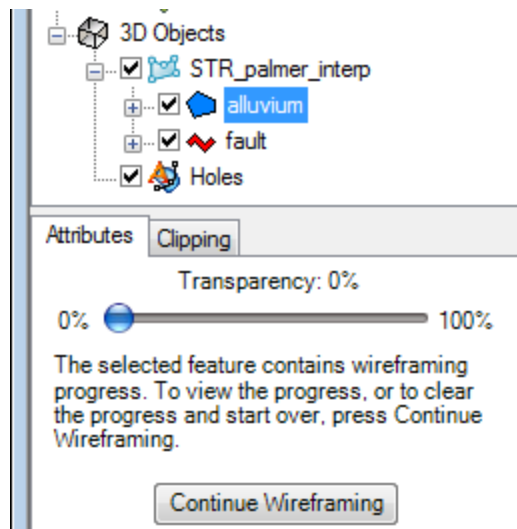 3D Objects
STR_palmer_interp
alluvium
fault
Holes
Attributes Clipping
Transparency: 0%
0% 100%
The selected feature contains wireframing
progress. To view the progress, or to clear
the progress and start over, press Continue
Wireframing.
Continue Wireframing